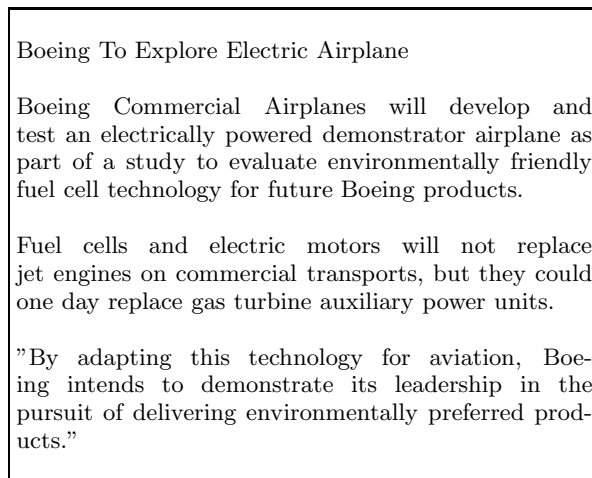 Boeing To Explore Electric Airplane
Boeing Commercial Airplanes will develop and
test an electrically powered demonstrator airplane as
part of a study to evaluate environmentally friendly
fuel cell technology for future Boeing products.
Fuel cells and electric motors will not replace
jet engines on commercial transports, but they could
one day replace gas turbine auxiliary power units.
”By adapting this technology for aviation, Boe-
ing intends to demonstrate its leadership in the
pursuit of delivering environmentally preferred prod-
ucts.”